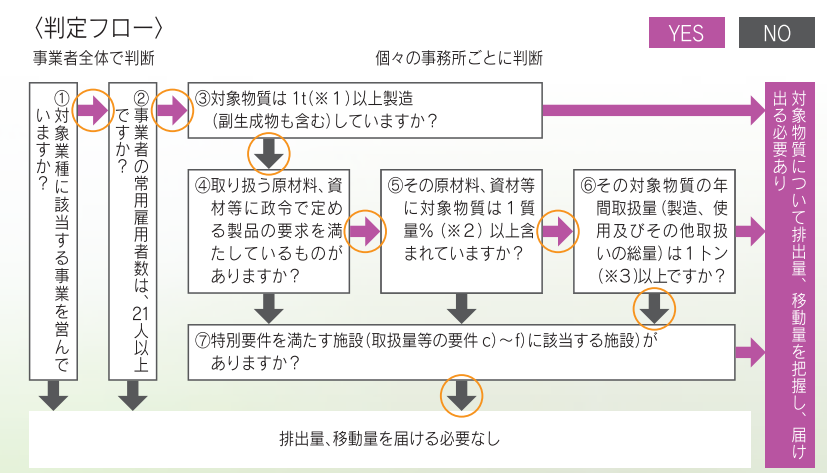 〈判定フロー〉
YES
NO
事業者全体で判断
個々の事務所ごとに判断
①対象業種に該当する事業を営んで
いますか？
②事業者の常用雇用者数は、21人以上
ですか？
③対象物質は1t(※1)以上製造
(副生成物も含む)していますか？
④取り扱う原材料、資
材等に政令で定め
る製品の要求を満
たしているものが
ありますか？
⑤その原材料、資材等
に対象物質は1質
量%(※2)以上含
まれていますか？
⑥その対象物質の年
間取扱量(製造、使
用及びその他取扱
いの総量)は1トン
(※3)以上ですか？
⑦特別要件を満たす施設(取扱量等の要件c)～f)に該当する施設)が
ありますか？
対象物質について排出量、移動量を把握し、届け
出る必要あり
排出量、移動量を届ける必要なし